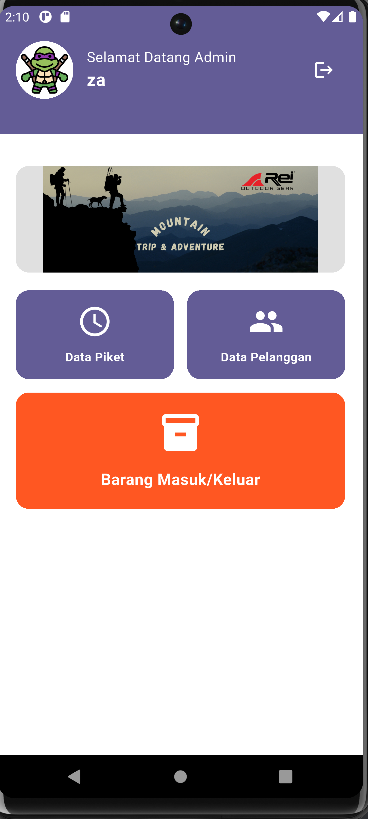 2:10
Selamat Datang Admin
za
Rei
OUTDOOR GEAR
MOUNTAIN
TRIP & ADVENTURE
Data Piket
Data Pelanggan
Barang Masuk/Keluar